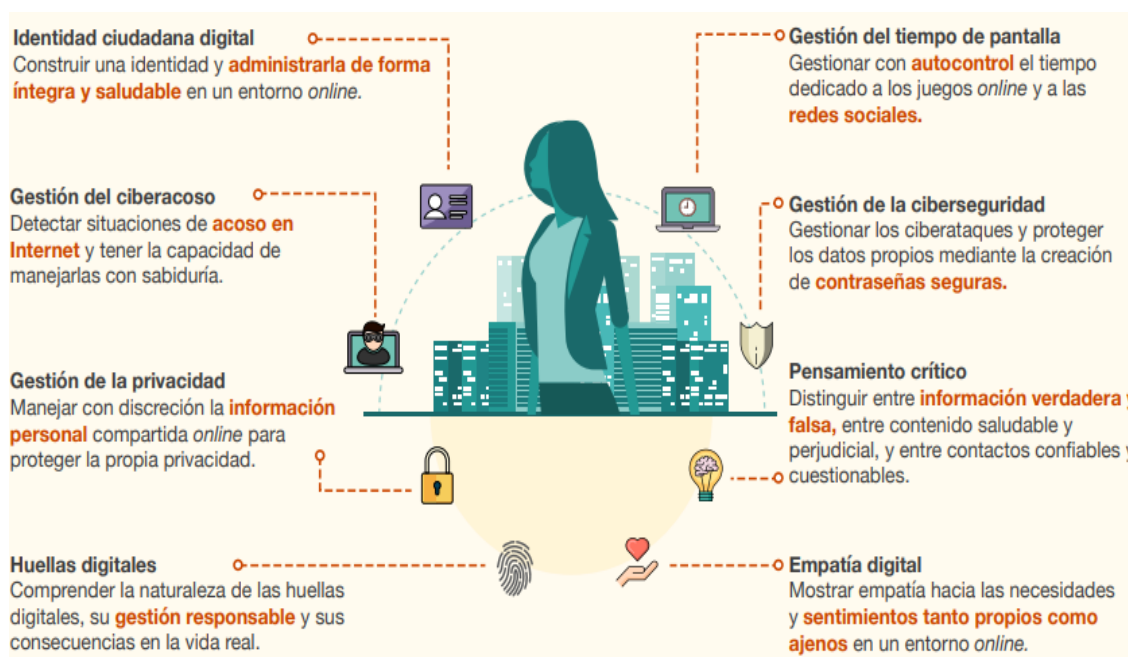 Identidad ciudadana digital
Construir una identidad y administrarla de forma
íntegra y saludable en un entorno online.
Gestión del ciberacoso
Detectar situaciones de acoso en
Internet y tener la capacidad de
manejarlas con sabiduría.
Gestión de la privacidad
Manejar con discreción la información
personal compartida online para
proteger la propia privacidad.
Huellas digitales
Comprender la naturaleza de las huellas
digitales, su gestión responsable y sus
consecuencias en la vida real.
Gestión del tiempo de pantalla
Gestionar con autocontrol el tiempo
dedicado a los juegos online y a las
redes sociales.
Gestión de la ciberseguridad
Gestionar los ciberataques y proteger
los datos propios mediante la creación
de contraseñas seguras.
Pensamiento crítico
Distinguir entre información verdadera y
falsa, entre contenido saludable y
perjudicial, y entre contactos confiables y
cuestionables.
Empatía digital
Mostrar empatía hacia las necesidades
y sentimientos tanto propios como
ajenos en un entorno online.